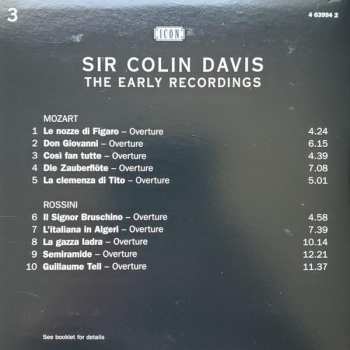 3
ICON
4 63994 2
SIR COLIN DAVIS
THE EARLY RECORDINGS
MOZART
1 Le nozze di Figaro – Overture 4.24
2 Don Giovanni – Overture 6.15
3 Così fan tutte – Overture 4.39
4 Die Zauberflöte – Overture 7.08
5 La clemenza di Tito – Overture 5.01
ROSSINI
6 Il Signor Bruschino – Overture 4.58
7 L'italiana in Algeri – Overture 7.39
8 La gazza ladra – Overture 10.14
9 Semiramide – Overture 12.21
10 Guillaume Tell – Overture 11.37
See booklet for details